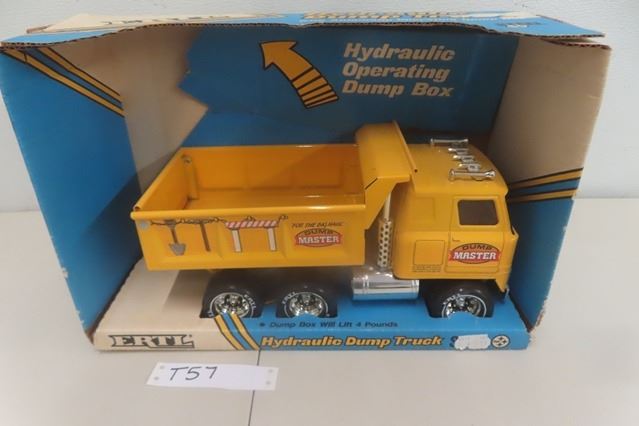 Hydraulic
Operating
Dump Box
"FOR THE BIG HAUL"
DUMP
MASTER
DUMP
MASTER
• Dump Box Will Lift 4 Pounds
ERTL
Hydraulic Dump Truck
T57